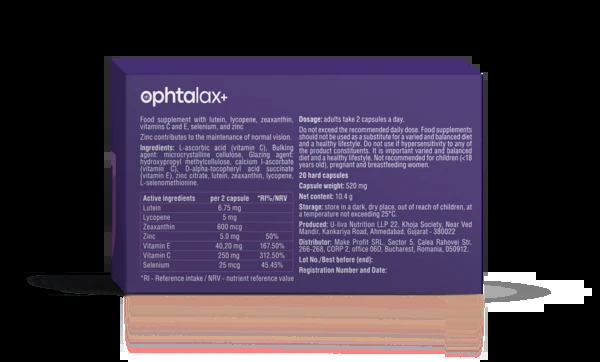 ophtalax+
Food supplement with lutein, lycopene, zeaxanthin,
vitamins C and E, selenium, and zinc
Zinc contributes to the maintenance of normal vision.
Ingredients: L-ascorbic acid (vitamin C), Bulking
agent: microcrystalline cellulose, Glazing agent:
hydroxypropyl methylcellulose, calcium l-ascorbate
(vitamin C), D-alpha-tocopheryl acid succinate
(vitamin E), zinc citrate, lutein, zeaxanthin, lycopene,
L-selenomethionine.
Active ingredients per 2 capsule *RI%/NRV
Lutein 6.75 mg
Lycopene 5 mg
Zeaxanthin 600 mcg
Zinc 5.0 mg 50%
Vitamin E 40,20 mg 167.50%
Vitamin C 250 mg 312.50%
Selenium 25 mcg 45.45%
*RI - Reference intake / NRV - nutrient reference value
Dosage: adults take 2 capsules a day.
Do not exceed the recommended daily dose. Food supplements
should not be used as a substitute for a varied and balanced diet
and a healthy lifestyle. Do not use if hypersensitivity to any of
the product constituents. It is important varied and balanced
diet and a healthy lifestyle. Not recommended for children (<18
years old), pregnant and breastfeeding women.
20 hard capsules
Capsule weight: 520 mg
Net content: 10.4 g
Storage: store in a dark, dry place, out of reach of children, at
a temperature not exceeding 25°C.
Produced: U-liva Nutrition LLP 22, Khoja Society, Near Ved
Mandir, Kankariya Road, Ahmedabad, Gujarat - 380022
Distributor: Make Profit SRL, Sector 5, Calea Rahovei Str.
266-268, CORP 2, office 06D, Bucharest, Romania, 050912.
Lot No./Best before (end):
Registration Number and Date: